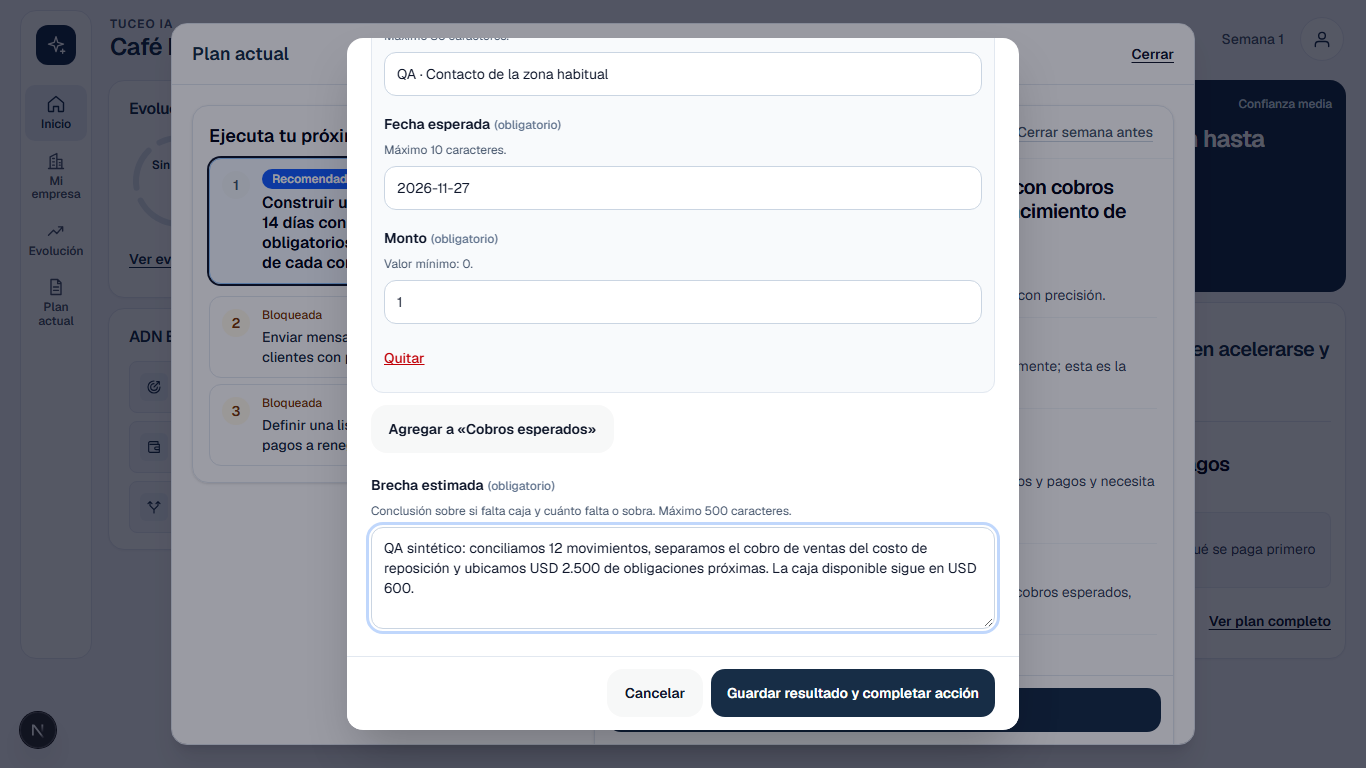 TUCEO IA
Café
Semana 1
Inicio
Mi
empresa
Evolución
Plan
actual
Evolu
Sin
Ver ev
ADN E
Plan actual
Cerrar
Ejecuta tu próxi
1
Recomendad
Construir u
14 días con
obligatorios
de cada co
2
Bloqueada
Enviar mensa
clientes con
3
Bloqueada
Definir una lis
pagos a rene
Máximo 80 caracteres.
QA · Contacto de la zona habitual
Fecha esperada (obligatorio)
Máximo 10 caracteres.
2026-11-27
Monto (obligatorio)
Valor mínimo: 0.
1
Quitar
Agregar a «Cobros esperados»
Brecha estimada (obligatorio)
Conclusión sobre si falta caja y cuánto falta o sobra. Máximo 500 caracteres.
QA sintético: conciliamos 12 movimientos, separamos el cobro de ventas del costo de
reposición y ubicamos USD 2.500 de obligaciones próximas. La caja disponible sigue en USD
600.
Cancelar
Guardar resultado y completar acción
Cerrar semana antes
con cobros
cimiento de
con precisión.
mente; esta es la
os y pagos y necesita
cobros esperados,
Confianza media
n hasta
en acelerarse y
agos
ué se paga primero
Ver plan completo
N